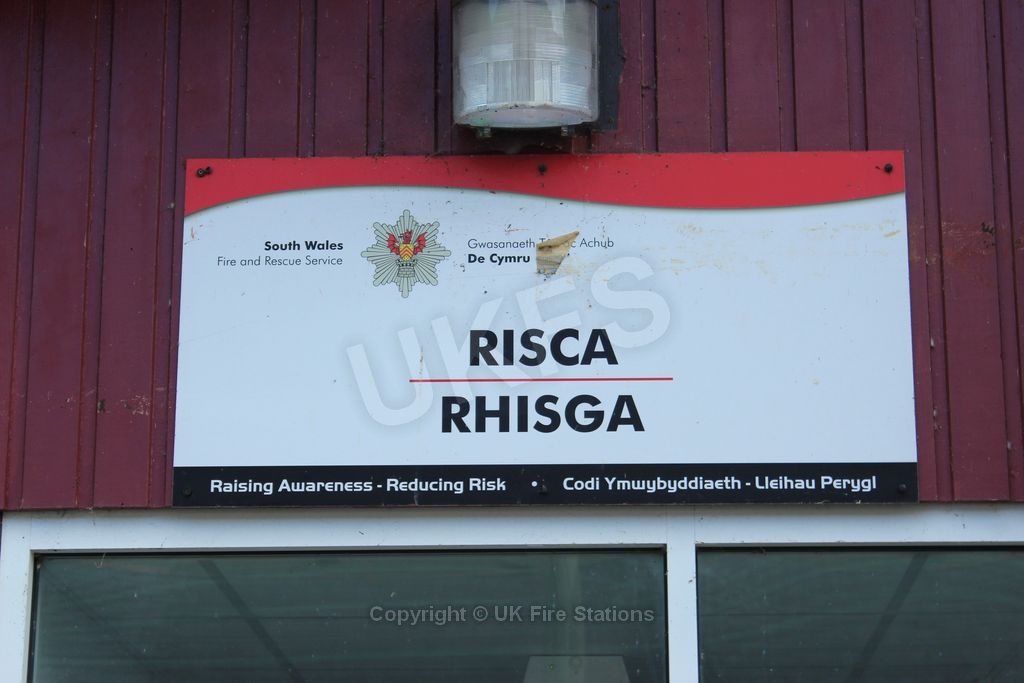 South Wales
Fire and Rescue Service
Gwasanaeth Achub
De Cymru
RISCA
RHISGA
Raising Awareness - Reducing Risk • Codi Ymwybyddiaeth - Lleihau Perygl
UKFS
Copyright © UK Fire Stations